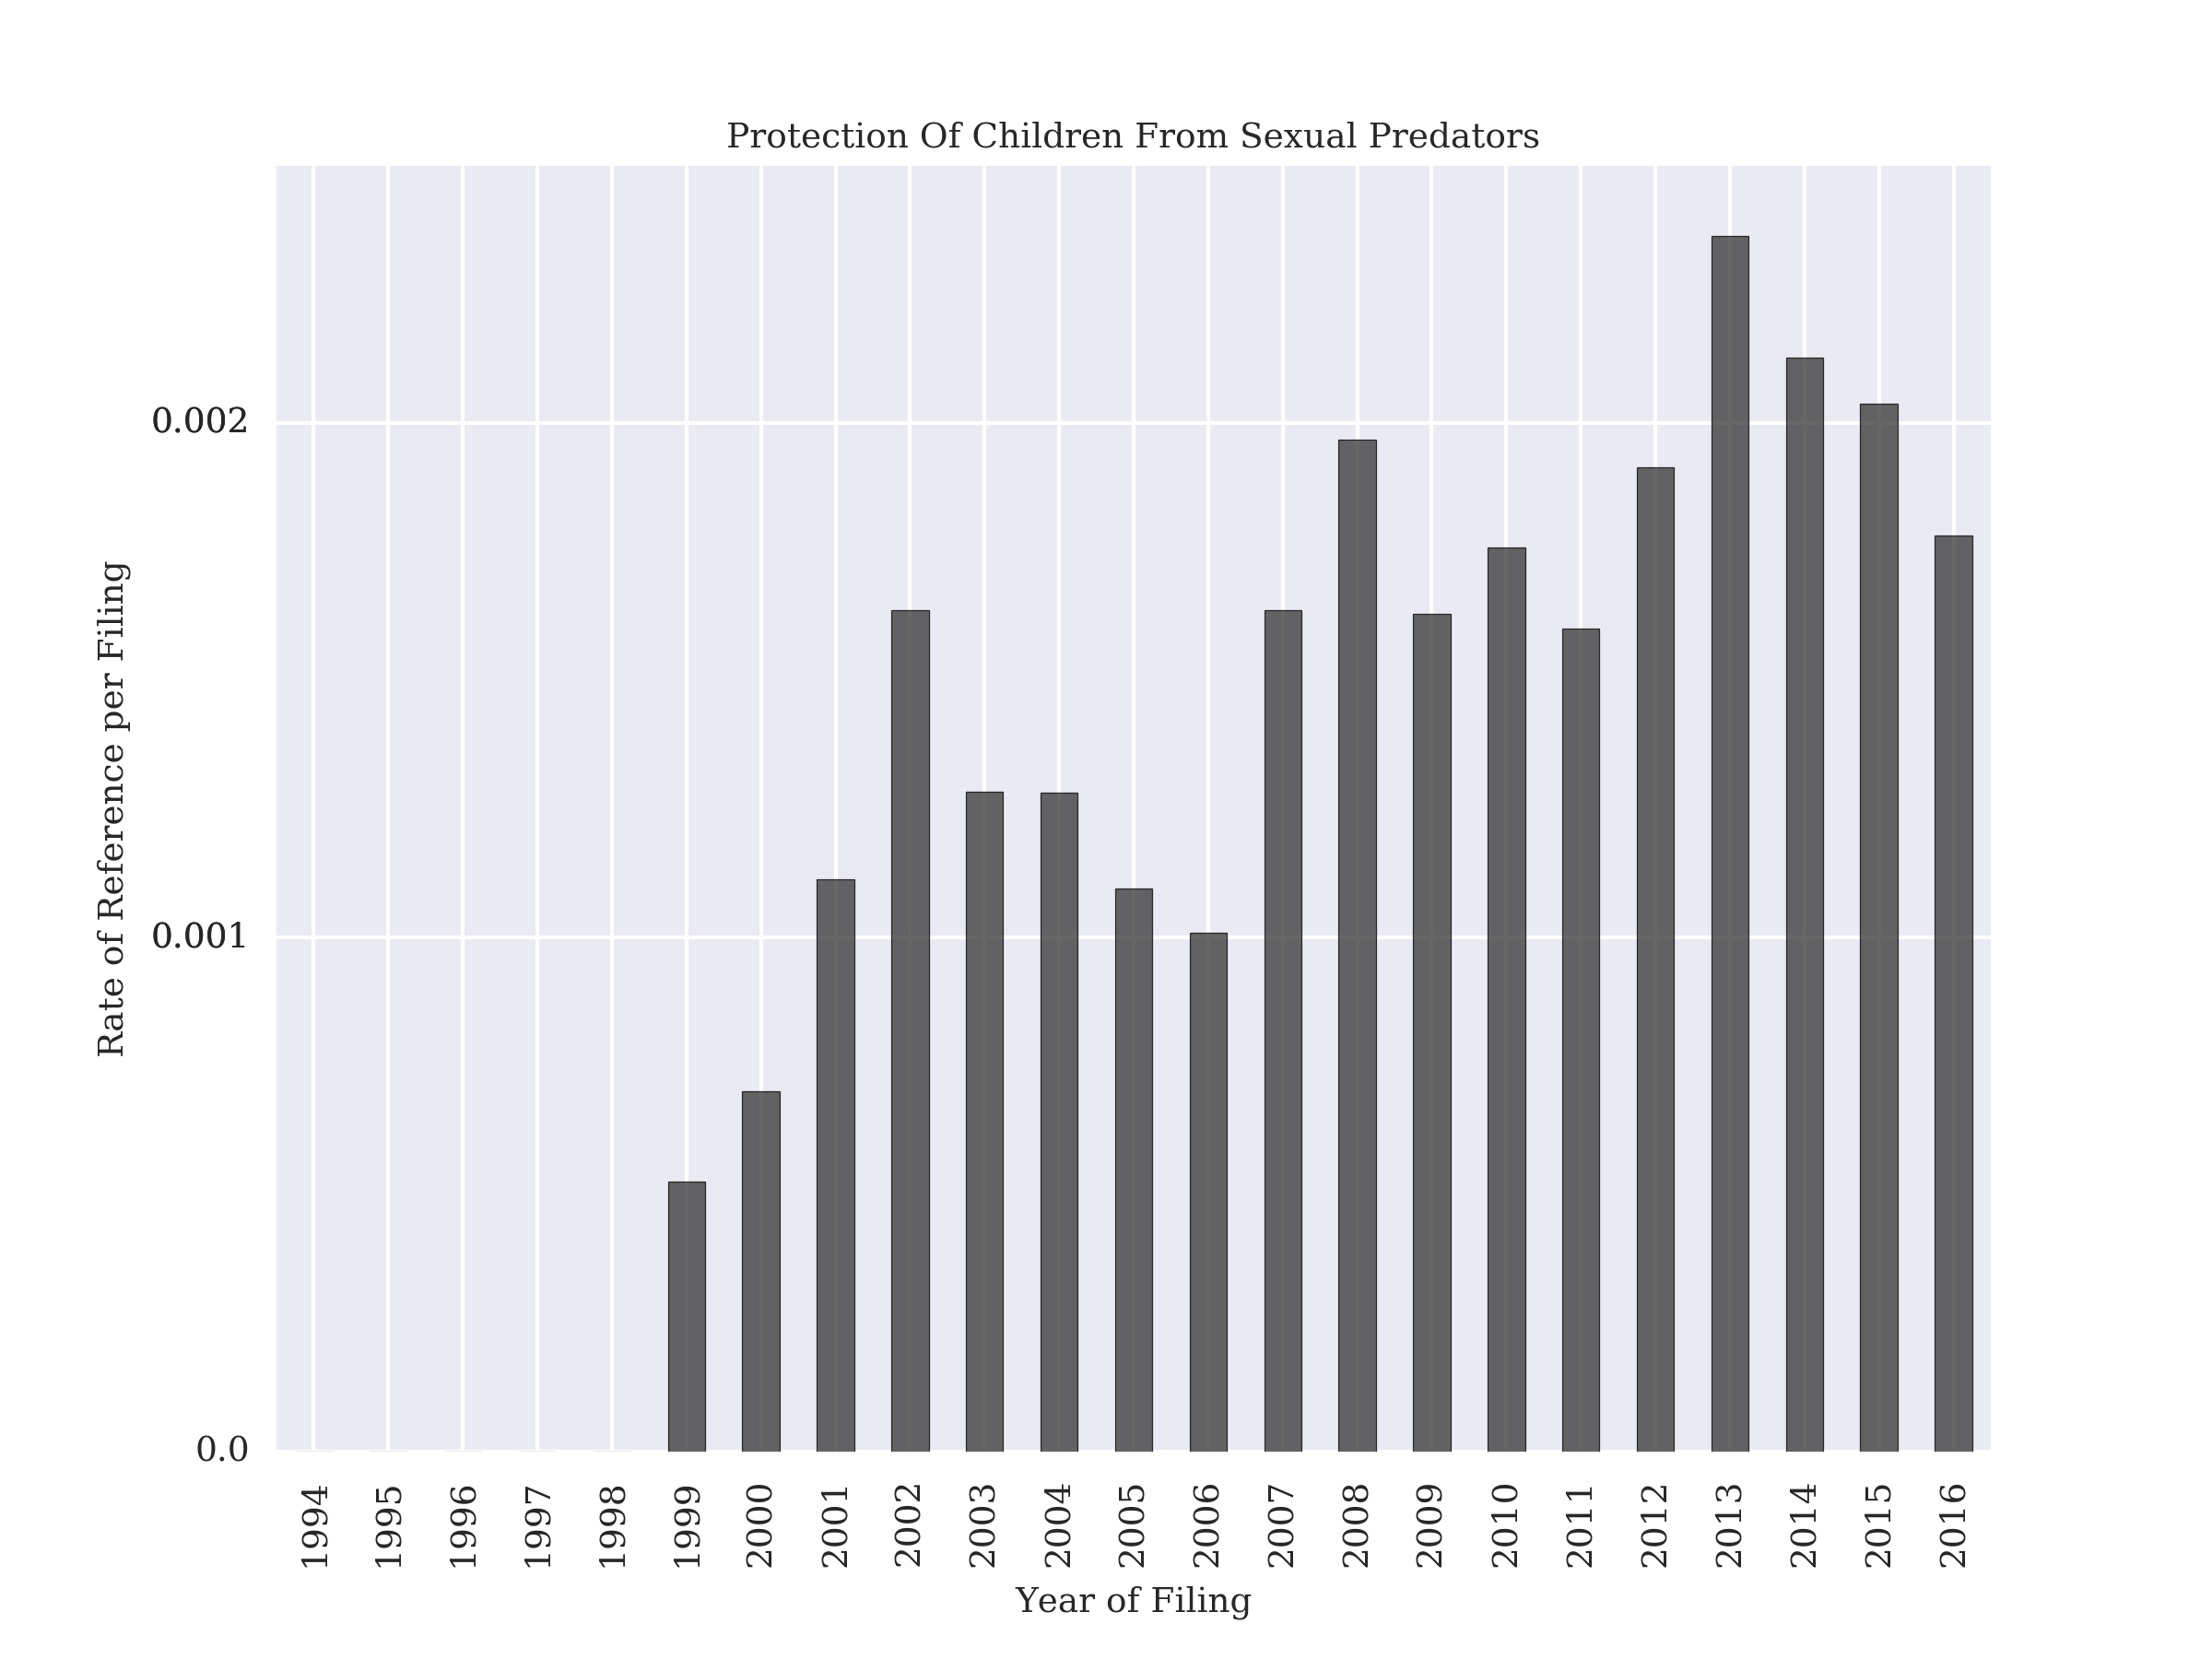 Protection Of Children From Sexual Predators
Rate of Reference per Filing
0.002
0.001
0.0
1994 1995 1996 1997 1998 1999 2000 2001 2002 2003 2004 2005 2006 2007 2008 2009 2010 2011 2012 2013 2014 2015 2016
Year of Filing